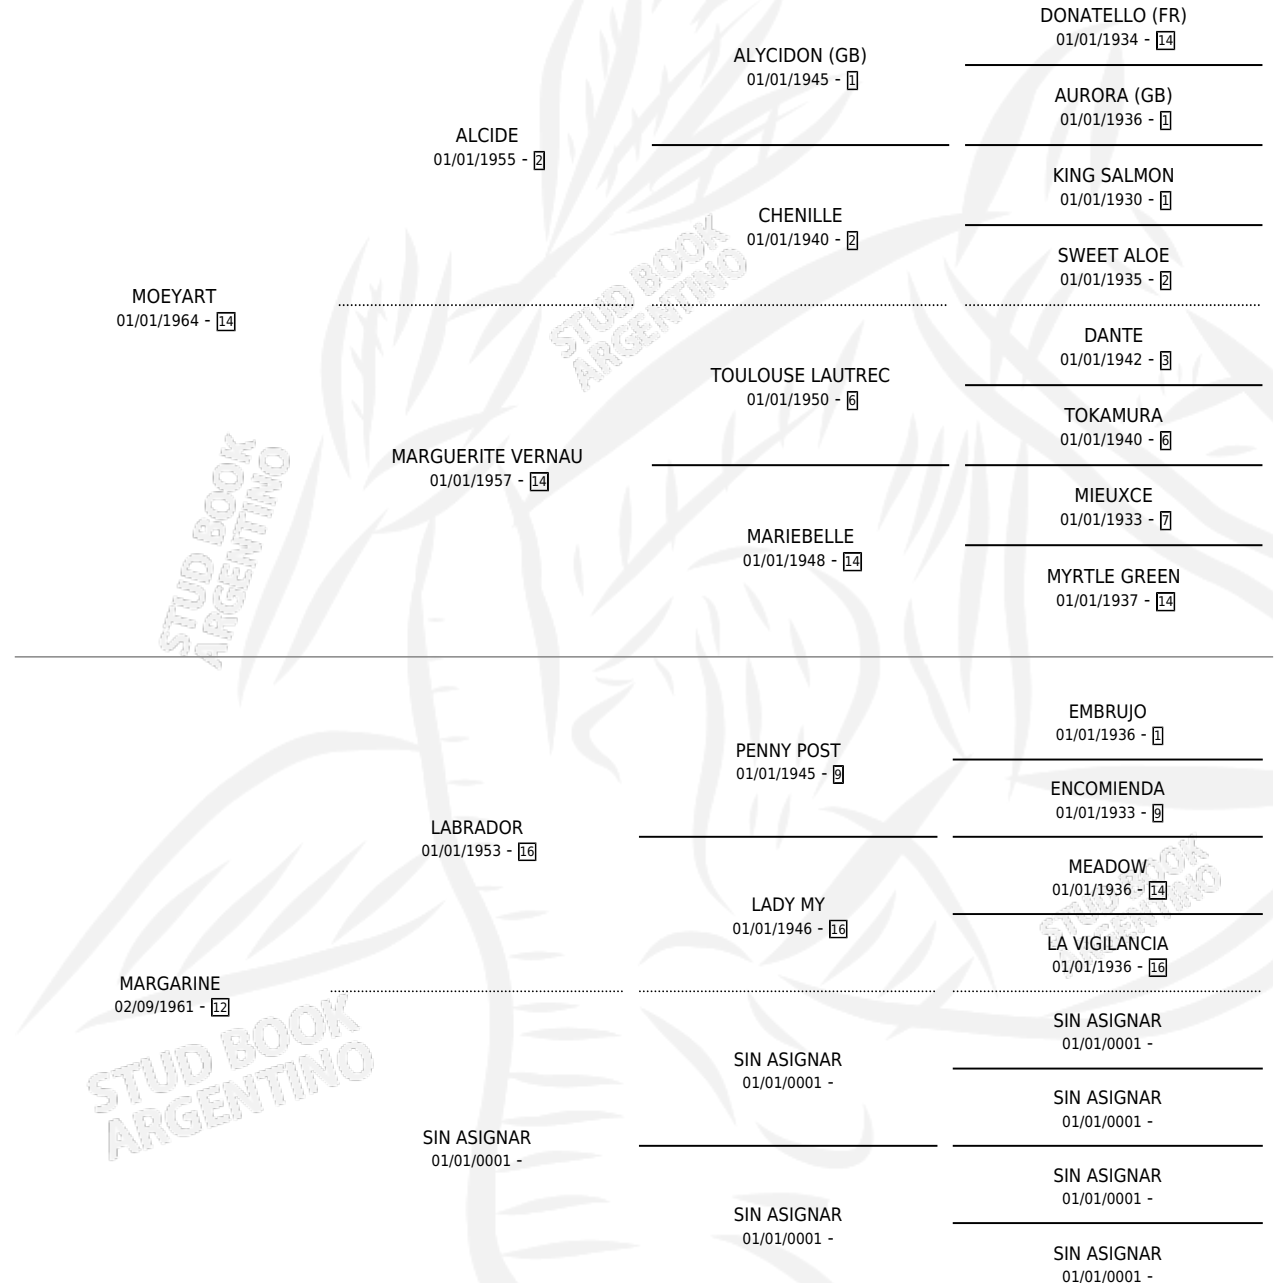 DONATELLO (FR)
01/01/1934 - 14
ALYCIDON (GB)
01/01/1945 - 1
AURORA (GB)
01/01/1936 - 1
ALCIDE
01/01/1955 - 2
KING SALMON
01/01/1930 - 1
CHENILLE
01/01/1940 - 2
SWEET ALOE
01/01/1935 - 2
MOEYART
01/01/1964 - 14
DANTE
01/01/1942 - 3
TOULOUSE LAUTREC
01/01/1950 - 6
TOKAMURA
01/01/1940 - 6
MARGUERITE VERNAU
01/01/1957 - 14
MIEUXCE
01/01/1933 - 7
MARIEBELLE
01/01/1948 - 14
MYRTLE GREEN
01/01/1937 - 14
EMBRUJO
01/01/1936 - 1
PENNY POST
01/01/1945 - 9
ENCOMIENDA
01/01/1933 - 9
LABRADOR
01/01/1953 - 16
MEADOW
01/01/1936 - 14
LADY MY
01/01/1946 - 16
LA VIGILANCIA
01/01/1936 - 16
MARGARINE
02/09/1961 - 12
SIN ASIGNAR
01/01/0001 -
SIN ASIGNAR
01/01/0001 -
SIN ASIGNAR
01/01/0001 -
SIN ASIGNAR
01/01/0001 -
SIN ASIGNAR
01/01/0001 -
SIN ASIGNAR
01/01/0001 -
SIN ASIGNAR
01/01/0001 -
STUD BOOK
ARGENTINO
STUD BOOK
ARGENTINO
STUD BOOK
ARGENTINO
STUD BOOK
ARGENTINO